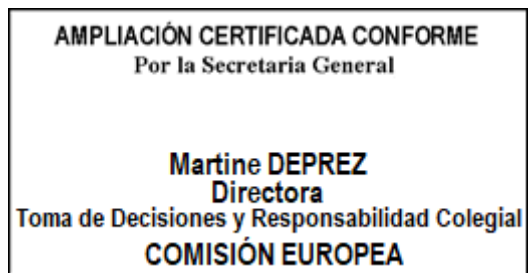 AMPLIACIÓN CERTIFICADA CONFORME
Por la Secretaria General
Martine DEPREZ
Directora
Toma de Decisiones y Responsabilidad Colegial
COMISIÓN EUROPEA